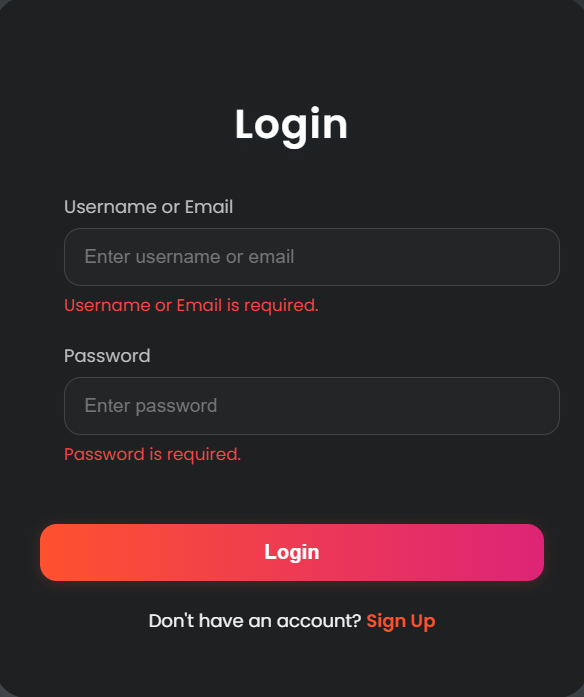 Login
Username or Email
Enter username or email
Username or Email is required.
Password
Enter password
Password is required.
Login
Don't have an account? Sign Up